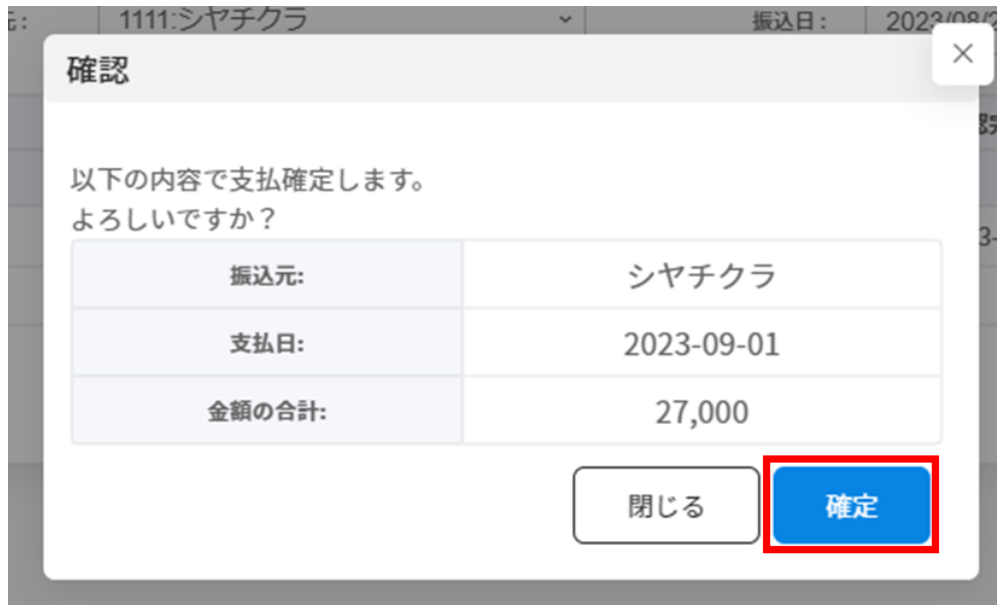 1111:シヤチクラ
振込日：
確認
以下の内容で支払確定します。
よろしいですか？
振込元: シヤチクラ
支払日: 2023-09-01
金額の合計: 27,000
閉じる 確定